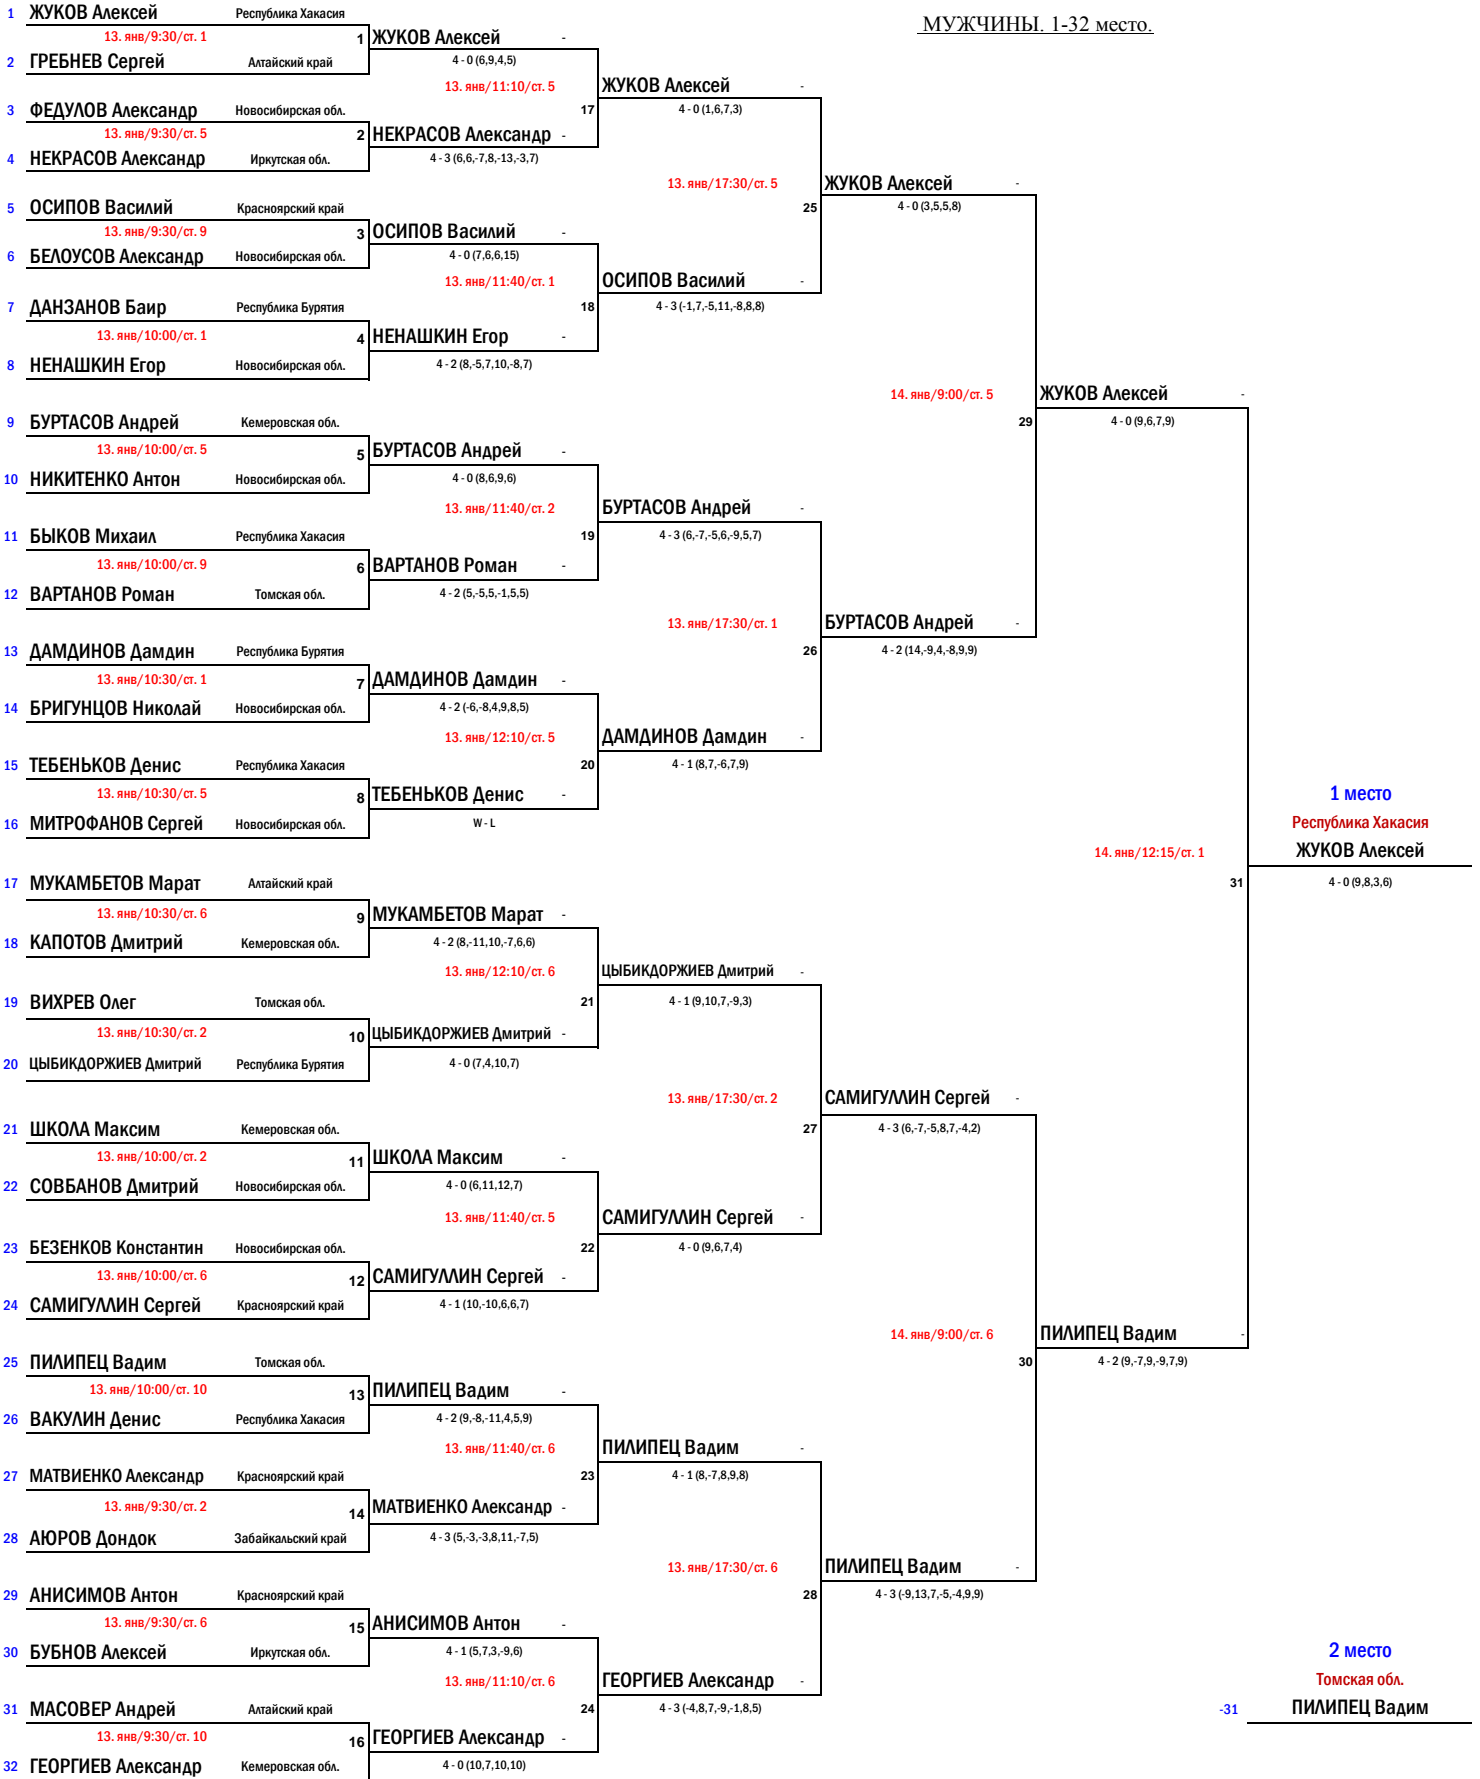 МУЖЧИНЫ. 1-32 место.
1 ЖУКОВ Алексей Республика Хакасия
13. янв/9:30/ст. 1 1 ЖУКОВ Алексей -
2 ГРЕБНЕВ Сергей Алтайский край 4 - 0 (6,9,4,5)
13. янв/11:10/ст. 5 ЖУКОВ Алексей -
3 ФЕДУЛОВ Александр Новосибирская обл. 17 4 - 0 (1,6,7,3)
13. янв/9:30/ст. 5 2 НЕКРАСОВ Александр -
4 НЕКРАСОВ Александр Иркутская обл. 4 - 3 (6,6,-7,8,-13,-3,7)
13. янв/17:30/ст. 5 ЖУКОВ Алексей -
5 ОСИПОВ Василий Красноярский край 25 4 - 0 (3,5,5,8)
13. янв/9:30/ст. 9 3 ОСИПОВ Василий -
6 БЕЛОУСОВ Александр Новосибирская обл. 4 - 0 (7,6,6,15)
13. янв/11:40/ст. 1 ОСИПОВ Василий -
7 ДАНЗАНОВ Баир Республика Бурятия 18 4 - 3 (-1,7,-5,11,-8,8,8)
13. янв/10:00/ст. 1 4 НЕНАШКИН Егор -
8 НЕНАШКИН Егор Новосибирская обл. 4 - 2 (8,-5,7,10,-8,7)
14. янв/9:00/ст. 5 ЖУКОВ Алексей -
9 БУРТАСОВ Андрей Кемеровская обл. 29 4 - 0 (9,6,7,9)
13. янв/10:00/ст. 5 5 БУРТАСОВ Андрей -
10 НИКИТЕНКО Антон Новосибирская обл. 4 - 0 (8,6,9,6)
13. янв/11:40/ст. 2 БУРТАСОВ Андрей -
11 БЫКОВ Михаил Республика Хакасия 19 4 - 3 (6,-7,-5,6,-9,5,7)
13. янв/10:00/ст. 9 6 ВАРТАНОВ Роман -
12 ВАРТАНОВ Роман Томская обл. 4 - 2 (5,-5,5,-1,5,5)
13. янв/17:30/ст. 1 БУРТАСОВ Андрей -
13 ДАМДИНОВ Дамдин Республика Бурятия 26 4 - 2 (14,-9,4,-8,9,9)
13. янв/10:30/ст. 1 7 ДАМДИНОВ Дамдин -
14 БРИГУНЦОВ Николай Новосибирская обл. 4 - 2 (-6,-8,4,9,8,5)
13. янв/12:10/ст. 5 ДАМДИНОВ Дамдин -
15 ТЕБЕНЬКОВ Денис Республика Хакасия 20 4 - 1 (8,7,-6,7,9)
13. янв/10:30/ст. 5 8 ТЕБЕНЬКОВ Денис - 1 место
16 МИТРОФАНОВ Сергей Новосибирская обл. W - L Республика Хакасия
14. янв/12:15/ст. 1 ЖУКОВ Алексей
17 МУКАМБЕТОВ Марат Алтайский край 31 4 - 0 (9,8,3,6)
13. янв/10:30/ст. 6 9 МУКАМБЕТОВ Марат -
18 КАПОТОВ Дмитрий Кемеровская обл. 4 - 2 (8,-11,10,-7,6,6)
13. янв/12:10/ст. 6 ЦЫБИКДОРЖИЕВ Дмитрий -
19 ВИХРЕВ Олег Томская обл. 21 4 - 1 (9,10,7,-9,3)
13. янв/10:30/ст. 2 10 ЦЫБИКДОРЖИЕВ Дмитрий -
20 ЦЫБИКДОРЖИЕВ Дмитрий Республика Бурятия 4 - 0 (7,4,10,7)
13. янв/17:30/ст. 2 САМИГУЛЛИН Сергей -
21 ШКОЛА Максим Кемеровская обл. 27 4 - 3 (6,-7,-5,8,7,-4,2)
13. янв/10:00/ст. 2 11 ШКОЛА Максим -
22 СОВБАНОВ Дмитрий Новосибирская обл. 4 - 0 (6,11,12,7)
13. янв/11:40/ст. 5 САМИГУЛЛИН Сергей -
23 БЕЗЕНКОВ Константин Новосибирская обл. 22 4 - 0 (9,6,7,4)
13. янв/10:00/ст. 6 12 САМИГУЛЛИН Сергей -
24 САМИГУЛЛИН Сергей Красноярский край 4 - 1 (10,-10,6,6,7)
14. янв/9:00/ст. 6 ПИЛИПЕЦ Вадим -
25 ПИЛИПЕЦ Вадим Томская обл. 30 4 - 2 (9,-7,9,-9,7,9)
13. янв/10:00/ст. 10 13 ПИЛИПЕЦ Вадим -
26 ВАКУЛИН Денис Республика Хакасия 4 - 2 (9,-8,-11,4,5,9)
13. янв/11:40/ст. 6 ПИЛИПЕЦ Вадим -
27 МАТВИЕНКО Александр Красноярский край 23 4 - 1 (8,-7,8,9,8)
13. янв/9:30/ст. 2 14 МАТВИЕНКО Александр -
28 АЮРОВ Дондок Забайкальский край 4 - 3 (5,-3,-3,8,11,-7,5)
13. янв/17:30/ст. 6 ПИЛИПЕЦ Вадим -
29 АНИСИМОВ Антон Красноярский край 28 4 - 3 (-9,13,7,-5,-4,9,9)
13. янв/9:30/ст. 6 15 АНИСИМОВ Антон -
30 БУБНОВ Алексей Иркутская обл. 4 - 1 (5,7,3,-9,6) 2 место
13. янв/11:10/ст. 6 ГЕОРГИЕВ Александр - Томская обл.
31 МАСОВЕР Андрей Алтайский край 24 4 - 3 (-4,8,7,-9,-1,8,5) -31 ПИЛИПЕЦ Вадим
13. янв/9:30/ст. 10 16 ГЕОРГИЕВ Александр -
32 ГЕОРГИЕВ Александр Кемеровская обл. 4 - 0 (10,7,10,10)